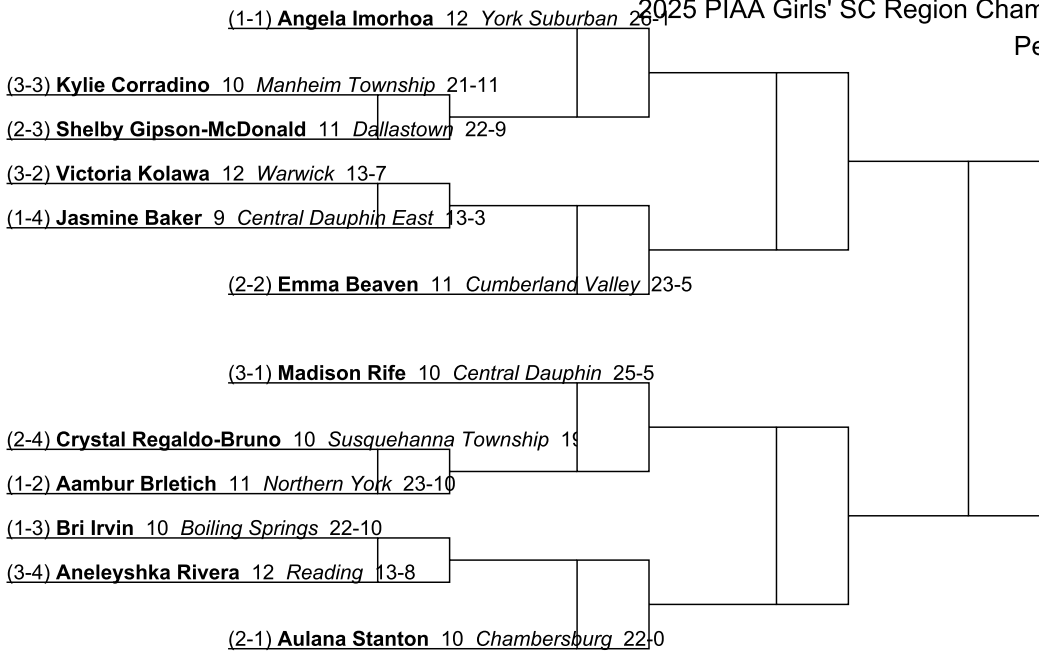 (1-1) Angela Imorhoa 12 York Suburban 26-1
2025 PIAA Girls' SC Region Cham
Pe
(3-3) Kylie Corradino 10 Manheim Township 21-11
(2-3) Shelby Gipson-McDonald 11 Dallastown 22-9
(3-2) Victoria Kolawa 12 Warwick 13-7
(1-4) Jasmine Baker 9 Central Dauphin East 13-3
(2-2) Emma Beaven 11 Cumberland Valley 23-5
(3-1) Madison Rife 10 Central Dauphin 25-5
(2-4) Crystal Regaldo-Bruno 10 Susquehanna Township 19
(1-2) Aambur Brletich 11 Northern York 23-10
(1-3) Bri Irvin 10 Boiling Springs 22-10
(3-4) Aneleyshka Rivera 12 Reading 13-8
(2-1) Aulana Stanton 10 Chambersburg 22-0